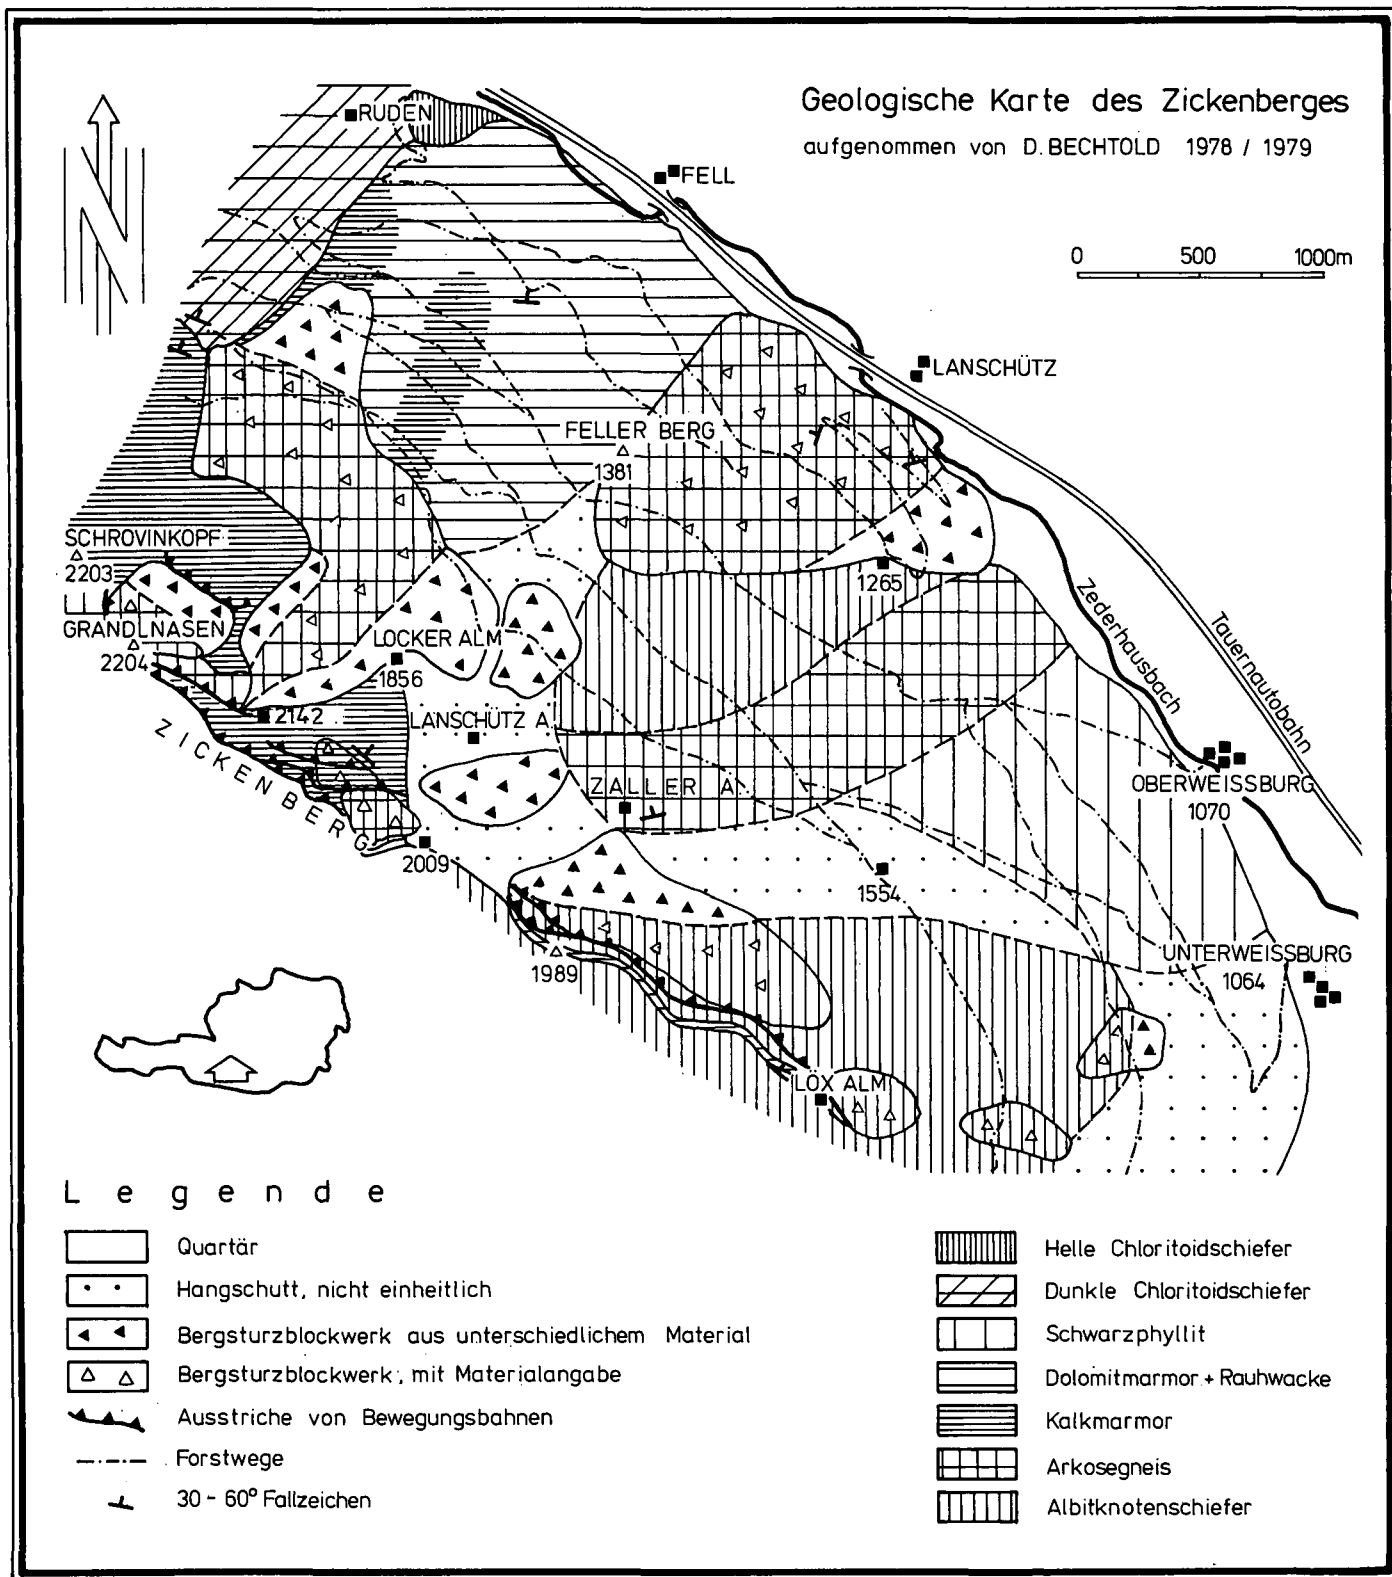 Geologische Karte des Zickenberges
aufgenommen von D. BECHTOLD 1978 / 1979
0 500 1000m
N
RUDEN
FELL
LANSCHÜTZ
FELLER BERG
1381
SCHROVINKOPF
2203
1265
GRANDLNASEN
2204
LOCKER ALM
1856
Zederhausbach
Tauernautobahn
2142
LANSCHÜTZ A
ZICKENBERG
ZALLER A
OBERWEISSBURG
1070
2009
1554
1989
UNTERWEISSBURG
1064
LÖX ALM
Legende
Quartär
Hangschutt, nicht einheitlich
Bergsturzblockwerk aus unterschiedlichem Material
Bergsturzblockwerk, mit Materialangabe
Ausstriche von Bewegungsbahnen
Forstwege
30 - 60° Fallzeichen
Helle Chloritoidschiefer
Dunkle Chloritoidschiefer
Schwarzphyllit
Dolomitmarmor + Rauhwacke
Kalkmarmor
Arkosegneis
Albitknotenschiefer